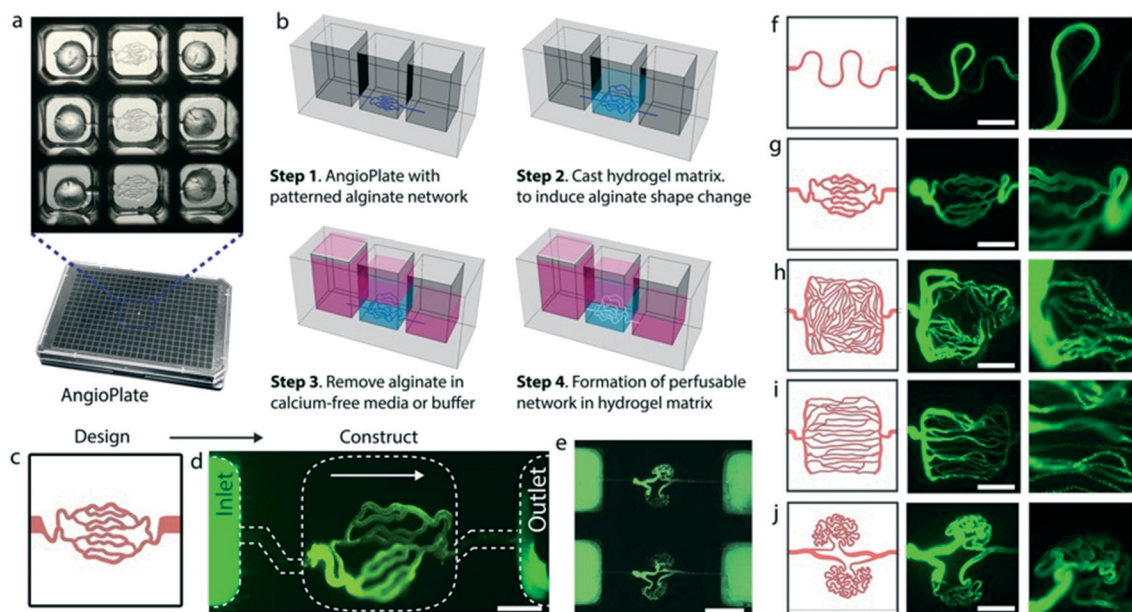 a
b
Step 1. AngioPlate with
patterned alginate network
Step 2. Cast hydrogel matrix.
to induce alginate shape change
Step 3. Remove alginate in
calcium-free media or buffer
Step 4. Formation of perfusable
network in hydrogel matrix
AngioPlate
Design
Construct
c
d
Inlet
Outlet
e
f
g
h
i
j